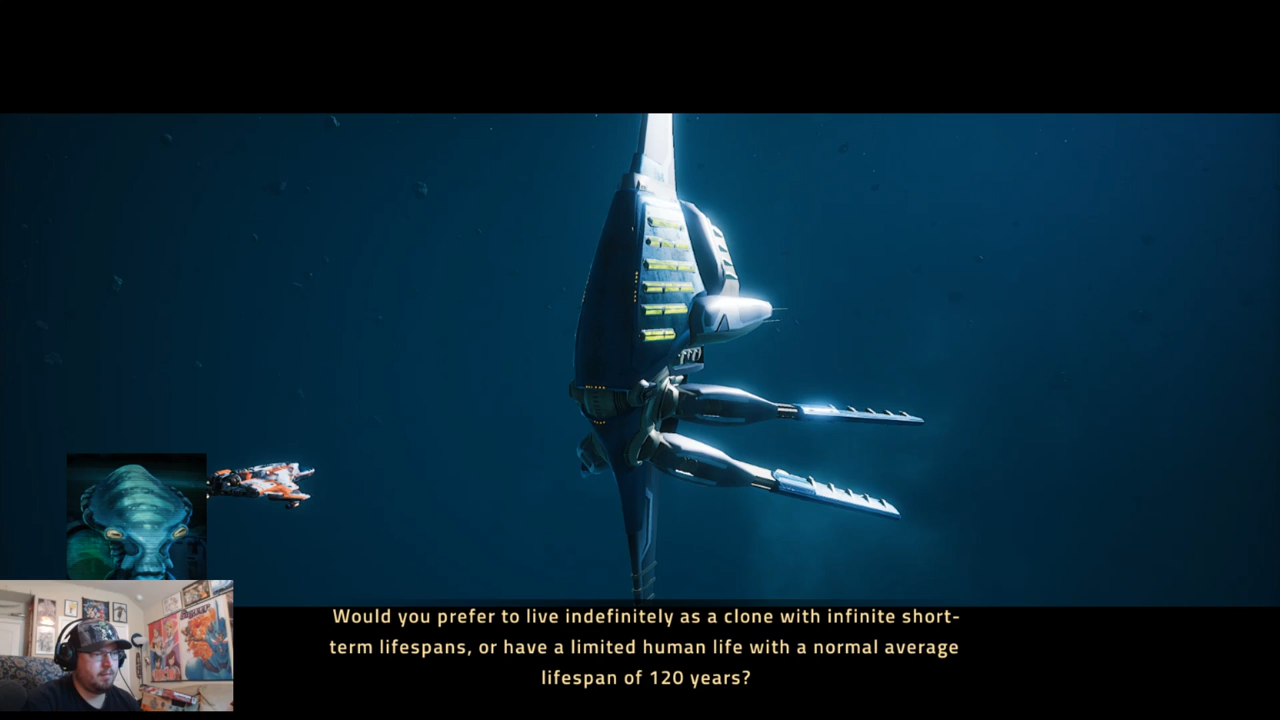 Would you prefer to live indefinitely as a clone with infinite short-
term lifespans, or have a limited human life with a normal average
lifespan of 120 years?